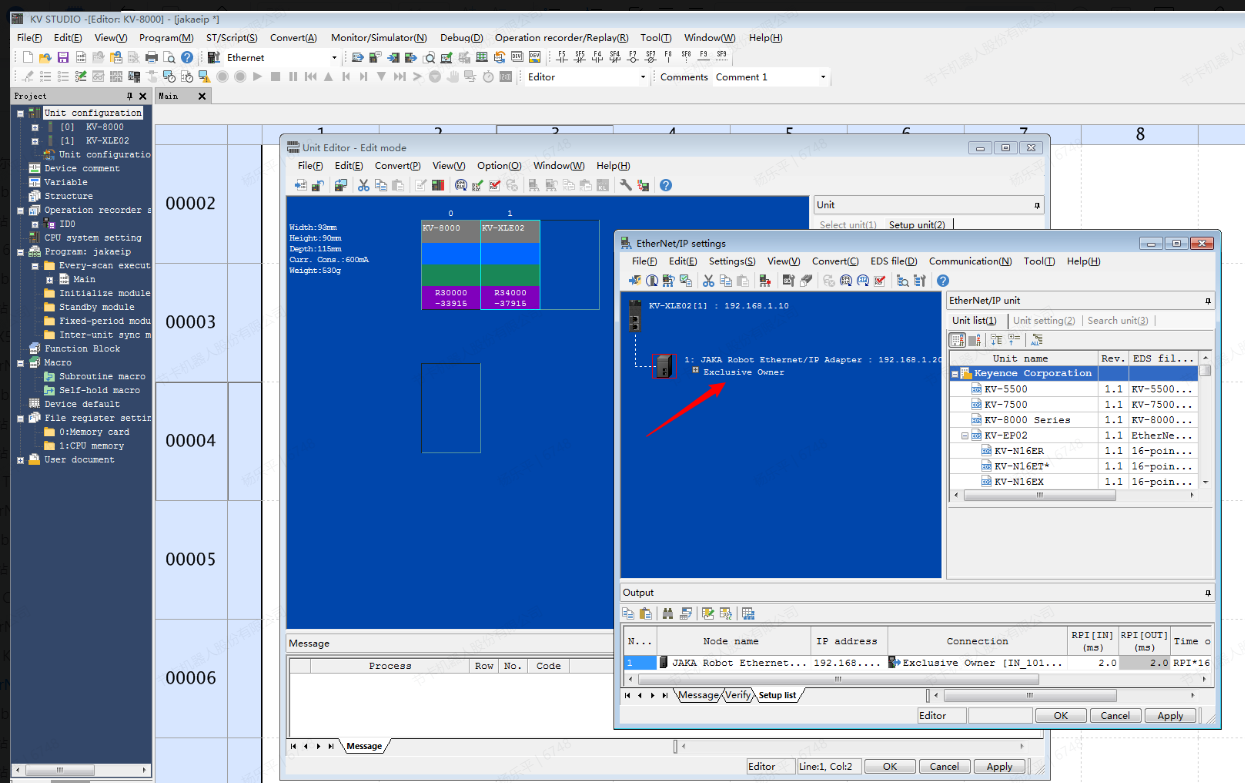 KV STUDIO -[Editor: KV-8000] - [jakaeip *]
File(F) Edit(E) View(V) Program(M) ST/Script(S) Convert(A) Monitor/Simulator(N) Debug(D) Operation recorder/Replay(R) Tool(T) Window(W) Help(H)
Ethernet
F5 SF5 F4 SF4 F7 SF3 F8 SF8 F9 SF9
Editor Comments Comment 1
Project
Main
Unit configuration
[0] KV-8000
[1] KV-XLE02
Unit configuratio
Device comment
Variable
Structure
Operation recorder s
ID0
CPU system setting
Program: jakaeip
Every-scan execut
Main
Initialize module
Standby module
Fixed-period modu
Inter-unit sync m
Function Block
Macro
Subroutine macro
Self-hold macro
Device default
File register settin
0:Memory card
1:CPU memory
User document
1 2 3 4 5 6 7 8
00002
00003
00004
00005
00006
Unit Editor - Edit mode
File(F) Edit(E) Convert(P) View(V) Option(O) Window(W) Help(H)
Width:93mm
Height:90mm
Depth:115mm
Curr. Cons.:600mA
Weight:530g
0 1
KV-8000 KV-XLE02
R30000 R34000
-33915 -37915
Unit
Select unit(1) Setup unit(2)
Message
Process Row No. Code
Message
Editor Line:1, Col:2 OK Cancel Apply
EtherNet/IP settings
File(F) Edit(E) Settings(S) View(V) Convert(C) EDS file(D) Communication(N) Tool(T) Help(H)
KV-XLE02[1] : 192.168.1.10
1: JAKA Robot Ethernet/IP Adapter : 192.168.1.20
Exclusive Owner
EtherNet/IP unit
Unit list(1) Unit setting(2) Search unit(3)
Unit name Rev. EDS fil...
Keyence Corporation
KV-5500 1.1 KV-5500...
KV-7500 1.1 KV-7500...
KV-8000 Series 1.1 KV-8000...
KV-EP02 1.1 EtherNe...
KV-N16ER 1.1 16-poin...
KV-N16ET* 1.1 16-poin...
KV-N16EX 1.1 16-poin...
Output
N... Node name IP address Connection RPI[IN] (ms) RPI[OUT] (ms) Time o
1 JAKA Robot Ethernet... 192.168.... Exclusive Owner [IN_101... 2.0 2.0 RPI*16
Message Verify Setup list
Editor OK Cancel Apply